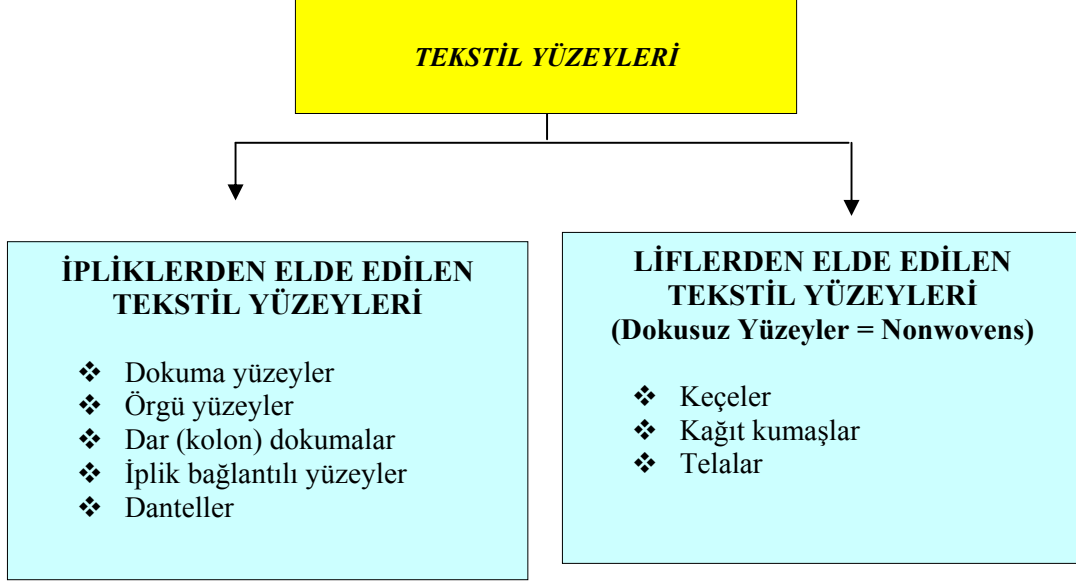 TEKSTİL YÜZEYLERİ
İPLİKLERDEN ELDE EDİLEN
TEKSTİL YÜZEYLERİ
❖ Dokuma yüzeyler
❖ Örgü yüzeyler
❖ Dar (kolon) dokumalar
❖ İplik bağlantılı yüzeyler
❖ Danteller
LİFLERDEN ELDE EDİLEN
TEKSTİL YÜZEYLERİ
(Dokusuz Yüzeyler = Nonwovens)
❖ Keçeler
❖ Kağıt kumaşlar
❖ Telalar